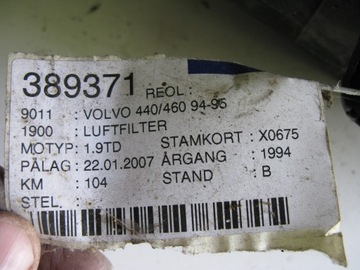 389371 REOL :
9011 : VOLVO 440/460 94-95
1900 : LUFTFILTER
MOTYP: 1.9TD STAMKORT : X0675
PÅLAG: 22.01.2007 ÅRGANG : 1994
KM : 104 STAND : B
STEL :